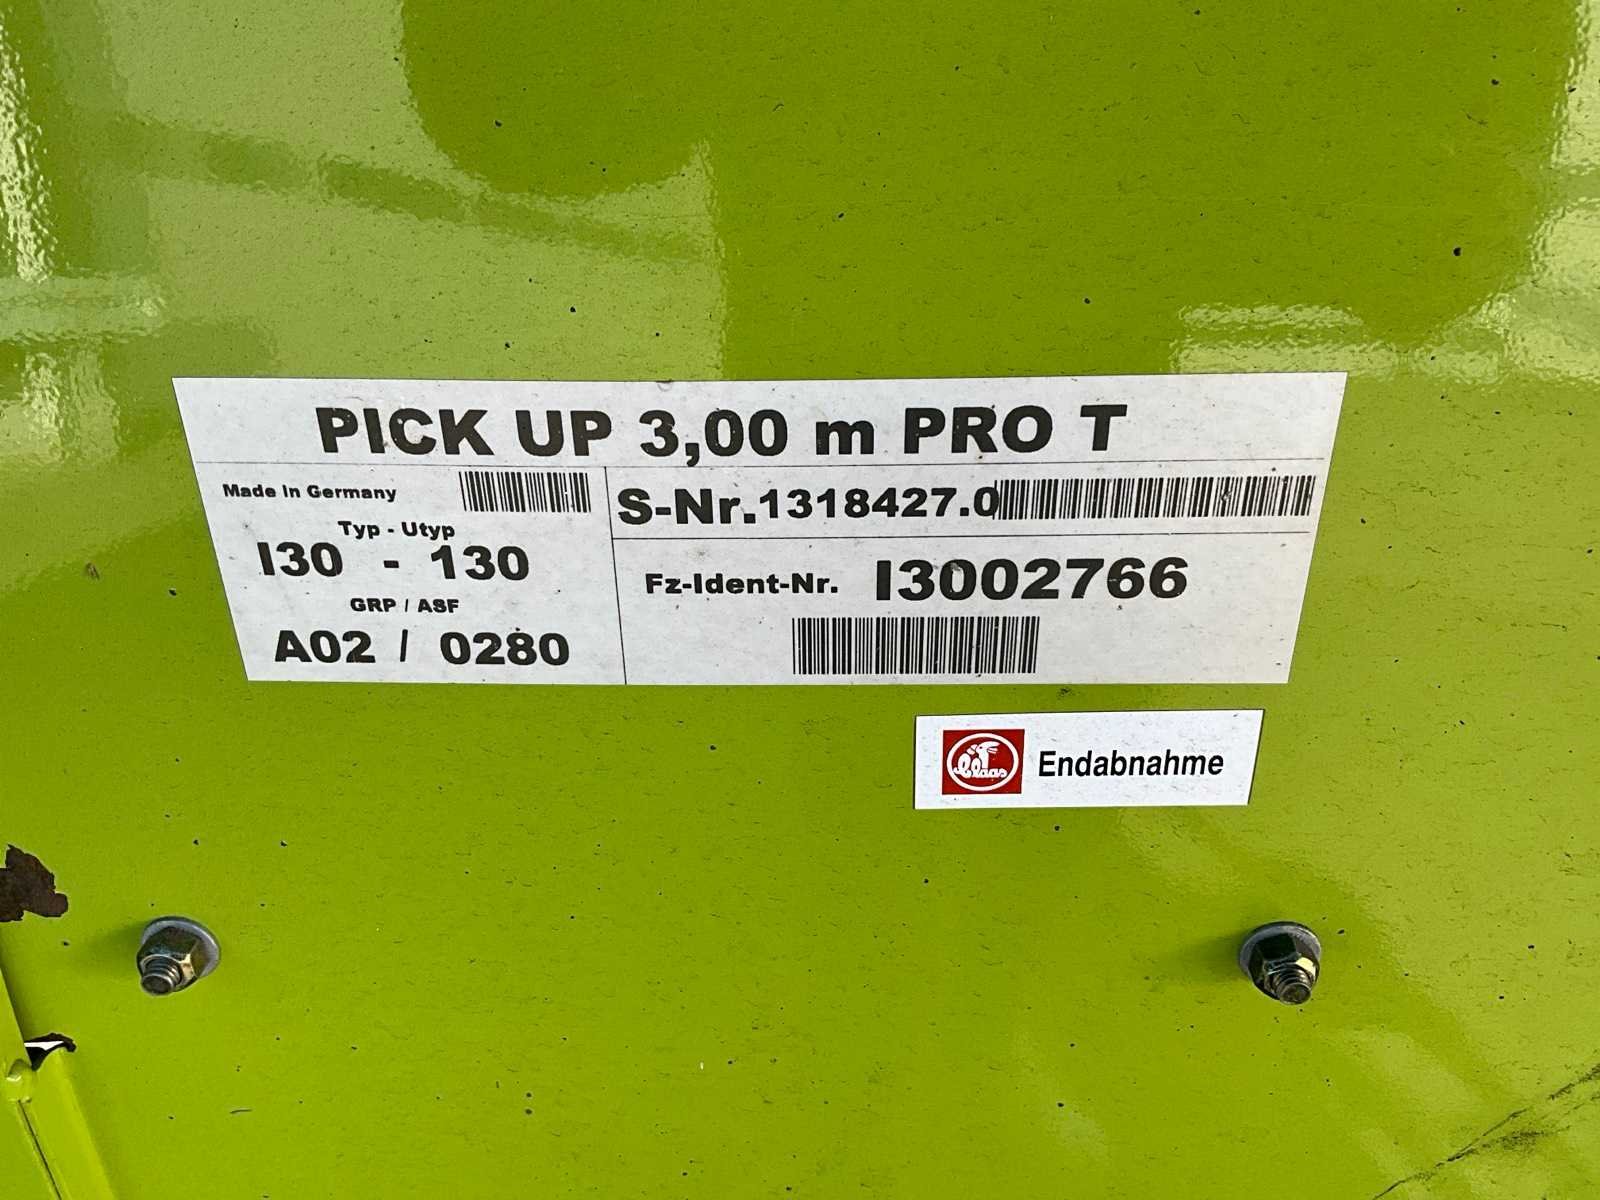 PICK UP 3,00 m PRO T
Made in Germany
Typ - Utyp
I30 - 130
GRP / ASF
A02 / 0280
S-Nr.1318427.0
Fz-Ident-Nr. I3002766
Claas Endabnahme